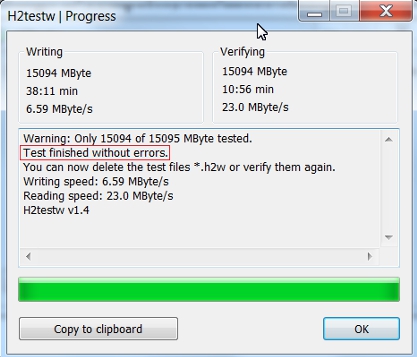 H2testw | Progress
Writing
15094 MByte
38:11 min
6.59 MByte/s
Verifying
15094 MByte
10:56 min
23.0 MByte/s
Warning: Only 15094 of 15095 MByte tested.
Test finished without errors.
You can now delete the test files *.h2w or verify them again.
Writing speed: 6.59 MByte/s
Reading speed: 23.0 MByte/s
H2testw v1.4
Copy to clipboard
OK